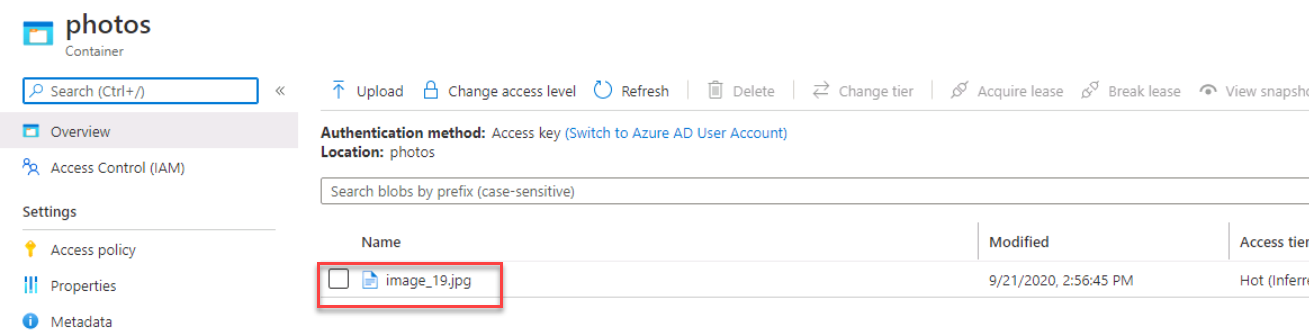 photos
Container
Search (Ctrl+/) «
Upload Change access level Refresh Delete Change tier Acquire lease Break lease View snapsho
Overview
Authentication method: Access key (Switch to Azure AD User Account)
Location: photos
Access Control (IAM)
Search blobs by prefix (case-sensitive)
Settings
Name Modified Access tier
Access policy
image_19.jpg 9/21/2020, 2:56:45 PM Hot (Inferre
Properties
Metadata